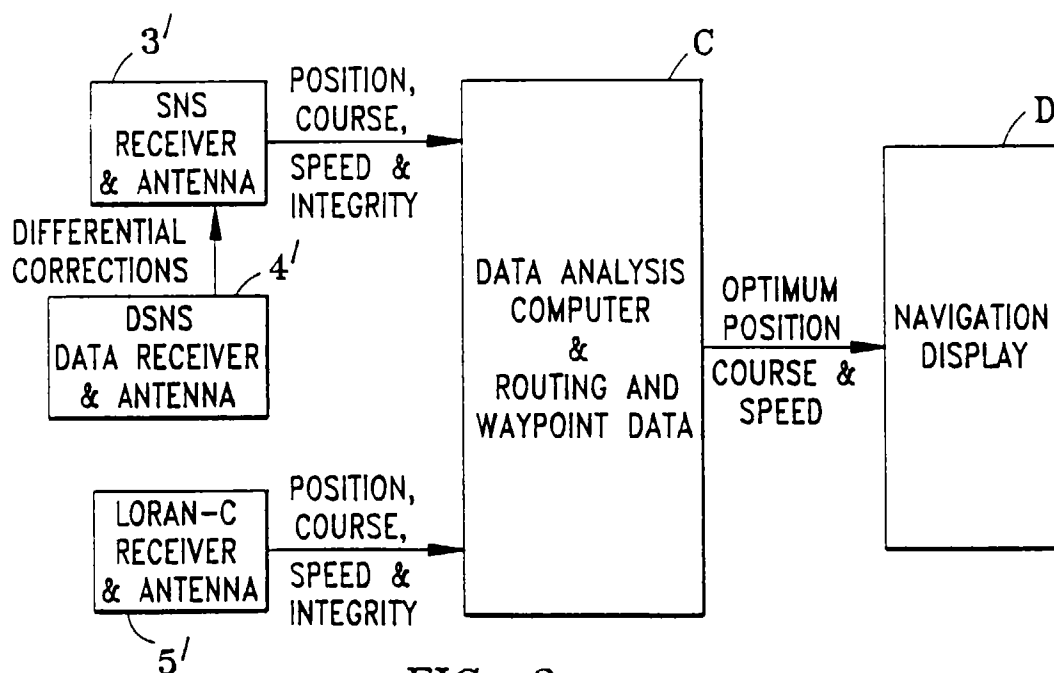 3'
SNS
RECEIVER
& ANTENNA
POSITION,
COURSE,
SPEED &
INTEGRITY
DIFFERENTIAL
CORRECTIONS
4'
DSNS
DATA RECEIVER
& ANTENNA
LORAN-C
RECEIVER
& ANTENNA
5'
POSITION,
COURSE,
SPEED &
INTEGRITY
C
DATA ANALYSIS
COMPUTER
&
ROUTING AND
WAYPOINT DATA
OPTIMUM
POSITION
COURSE &
SPEED
D
NAVIGATION
DISPLAY